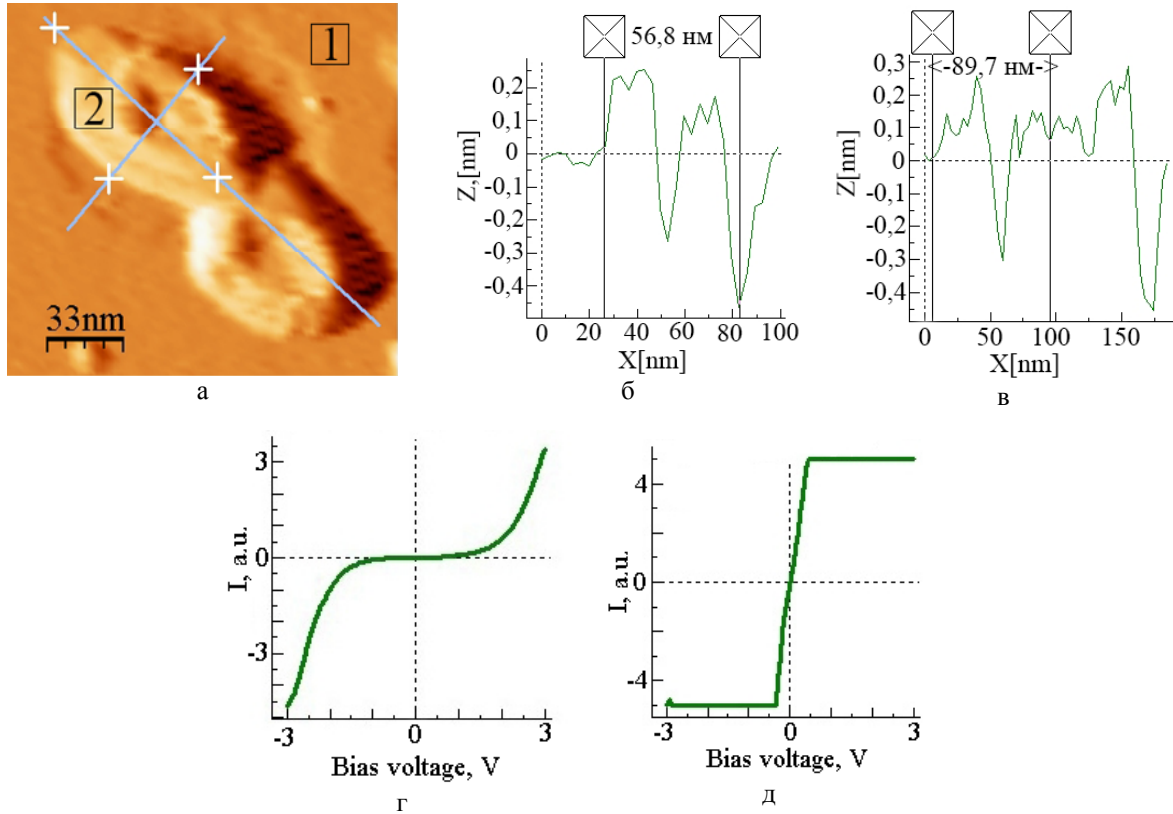 1
2
33nm
а
56,8 нм
0,2
0,1
0
-0,1
-0,2
-0,3
-0,4
Z,[nm]
0 20 40 60 80 100
X[nm]
б
<-89,7 нм->
0,3
0,2
0,1
0
-0,1
-0,2
-0,3
-0,4
Z[nm]
0 50 100 150
X[nm]
в
3
0
-3
I, a.u.
-3 0 3
Bias voltage, V
г
4
0
-4
I, a.u.
-3 0 3
Bias voltage, V
д